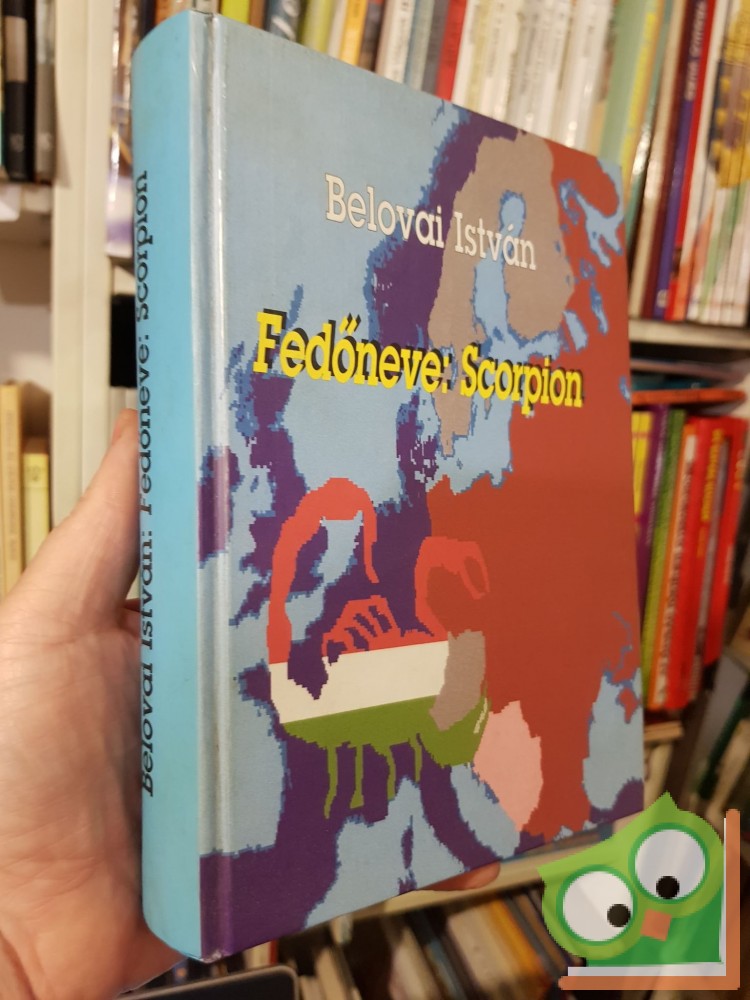 Belovai István
Fedőneve: Scorpion
Belovai István: Fedőneve: Scorpion